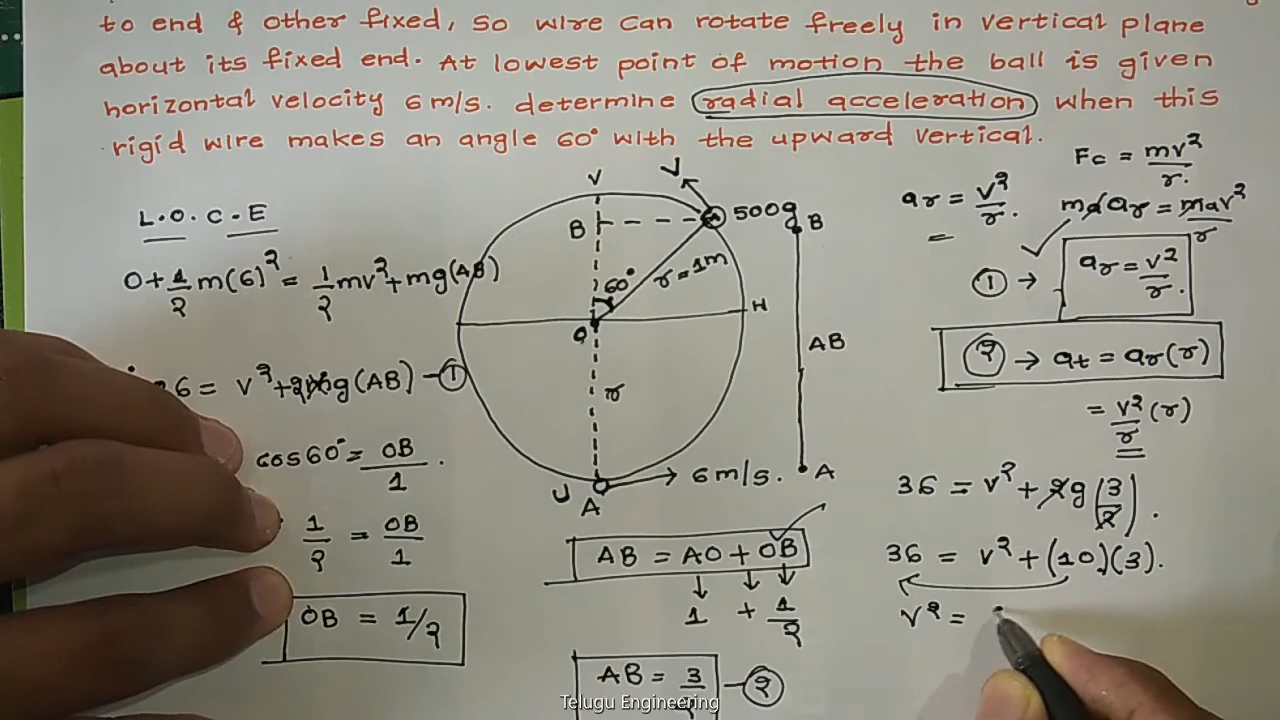 to end & other fixed, so wire can rotate freely in vertical plane
about its fixed end. At lowest point of motion the ball is given
horizontal velocity 6 m/s. determine radial acceleration when this
rigid wire makes an angle 60° with the upward vertical.
L.O.C.E
0+1/2 m(6)² = 1/2 mv²+mg(AB)
36 = v²+2g(AB) - ①
cos60° = OB/1.
1/2 = OB/1
OB = 1/2
V
V
B
500g
60°
r=1m
O
H
r
U
A
6m/s.
B
AB
A
AB = AO + OB
1 + 1/2
AB = 3/2 - ②
Fc = mv²/r.
ar = v²/r.
mar = mv²/r
① → ar = v²/r.
② → at = ar(r)
= v²/r (r)
36 = v² + 2g(3/2).
36 = v² + (10)(3).
v² =
Telugu Engineering